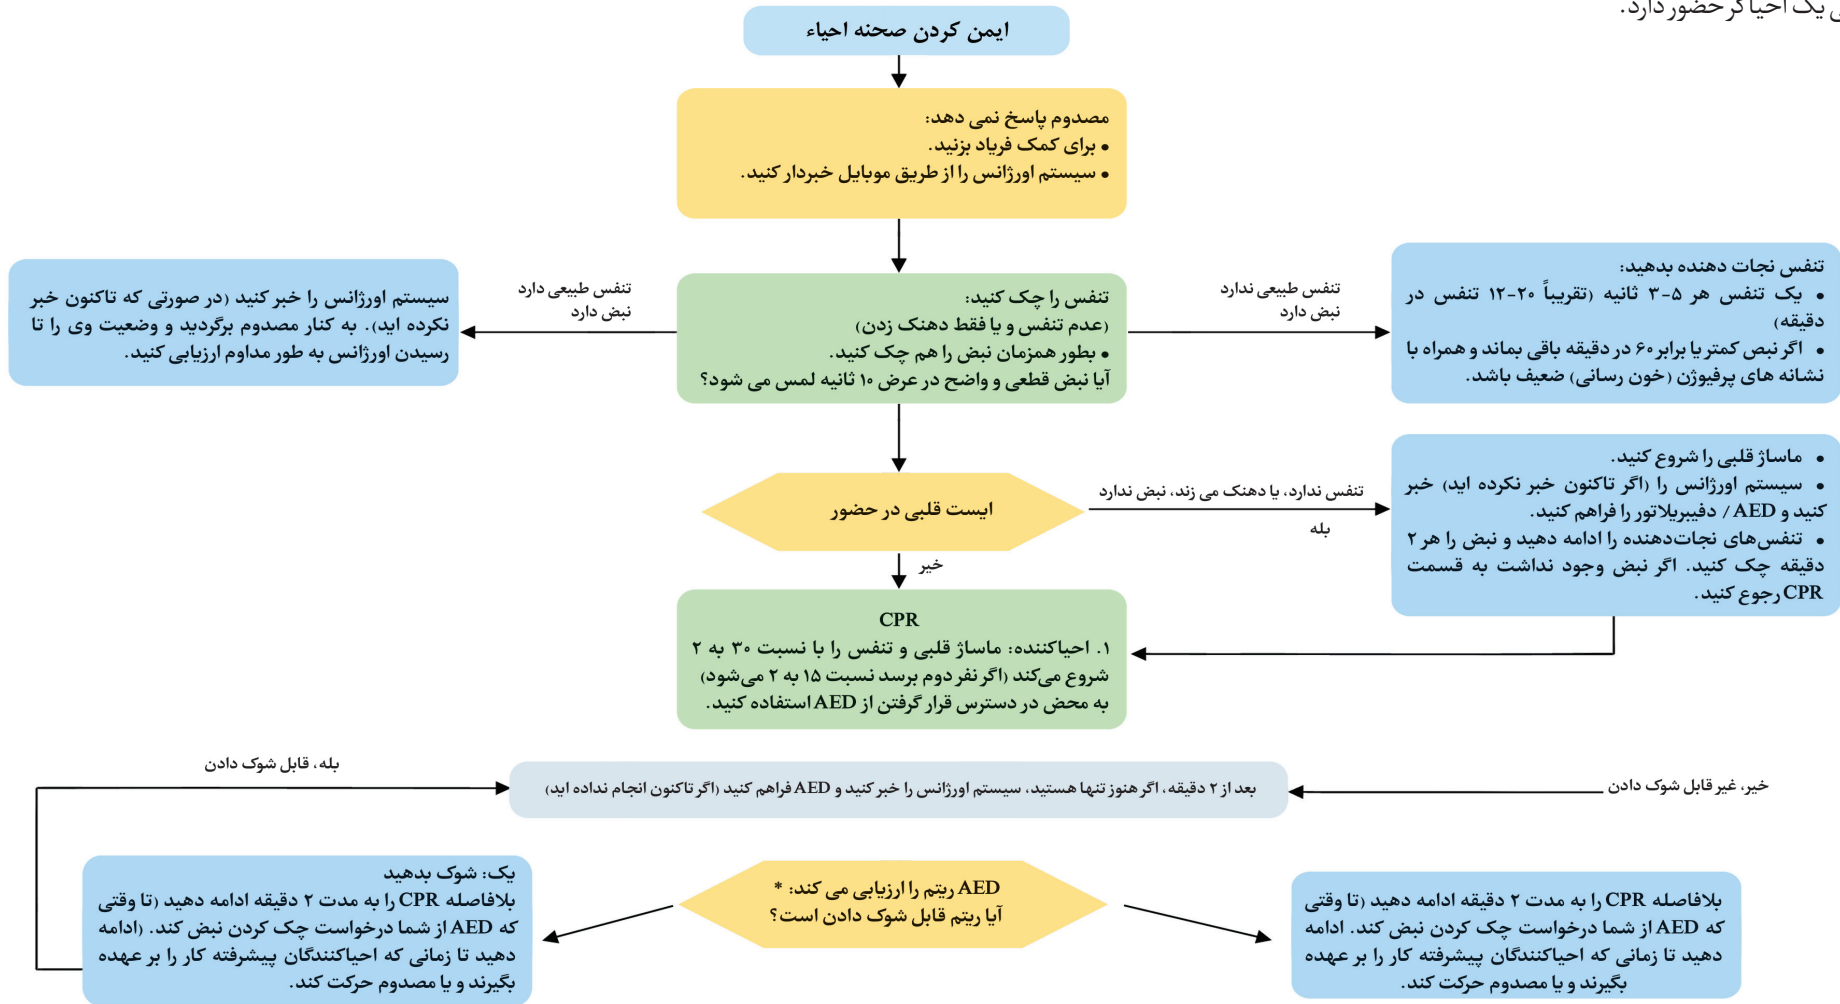 یک احیا گر حضور دارد.
ایمن کردن صحنه احیاء
مصدوم پاسخ نمی دهد:
• برای کمک فریاد بزنید.
• سیستم اورژانس را از طریق موبایل خبردار کنید.
تنفس نجات دهنده بدهید:
• یک تنفس هر ۵-۳ ثانیه (تقریباً ۲۰-۱۲ تنفس در
دقیقه)
• اگر نبص کمتر یا برابر ۶۰ در دقیقه باقی بماند و همراه با
نشانه های پرفیوژن (خون رسانی) ضعیف باشد.
تنفس طبیعی ندارد
نبض دارد
تنفس را چک کنید:
(عدم تنفس و یا فقط دهنک زدن)
• بطور همزمان نبض را هم چک کنید.
آیا نبض قطعی و واضح در عرض ۱۰ ثانیه لمس می شود؟
تنفس طبیعی دارد
نبض دارد
سیستم اورژانس را خبر کنید (در صورتی که تاکنون خبر
نکرده اید). به کنار مصدوم برگردید و وضعیت وی را تا
رسیدن اورژانس به طور مداوم ارزیابی کنید.
ایست قلبی در حضور
تنفس ندارد، یا دهنک می زند، نبض ندارد
بله
• ماساژ قلبی را شروع کنید.
• سیستم اورژانس را (اگر تاکنون خبر نکرده اید) خبر
کنید و AED / دفیبریلاتور را فراهم کنید.
• تنفس‌های نجات‌دهنده را ادامه دهید و نبض را هر ۲
دقیقه چک کنید. اگر نبض وجود نداشت به قسمت
CPR رجوع کنید.
خیر
CPR
۱. احیاکننده: ماساژ قلبی و تنفس را با نسبت ۳۰ به ۲
شروع می‌کند (اگر نفر دوم برسد نسبت ۱۵ به ۲ می‌شود)
به محض در دسترس قرار گرفتن از AED استفاده کنید.
خیر، غیر قابل شوک دادن
بعد از ۲ دقیقه، اگر هنوز تنها هستید، سیستم اورژانس را خبر کنید و AED فراهم کنید (اگر تاکنون انجام نداده اید)
بله، قابل شوک دادن
AED ریتم را ارزیابی می کند: *
آیا ریتم قابل شوک دادن است؟
بلافاصله CPR را به مدت ۲ دقیقه ادامه دهید (تا وقتی
که AED از شما درخواست چک کردن نبض کند. ادامه
دهید تا زمانی که احیاکنندگان پیشرفته کار را بر عهده
بگیرند و یا مصدوم حرکت کند.
یک: شوک بدهید
بلافاصله CPR را به مدت ۲ دقیقه ادامه دهید (تا وقتی
که AED از شما درخواست چک کردن نبض کند. (ادامه
دهید تا زمانی که احیاکنندگان پیشرفته کار را بر عهده
بگیرند و یا مصدوم حرکت کند.